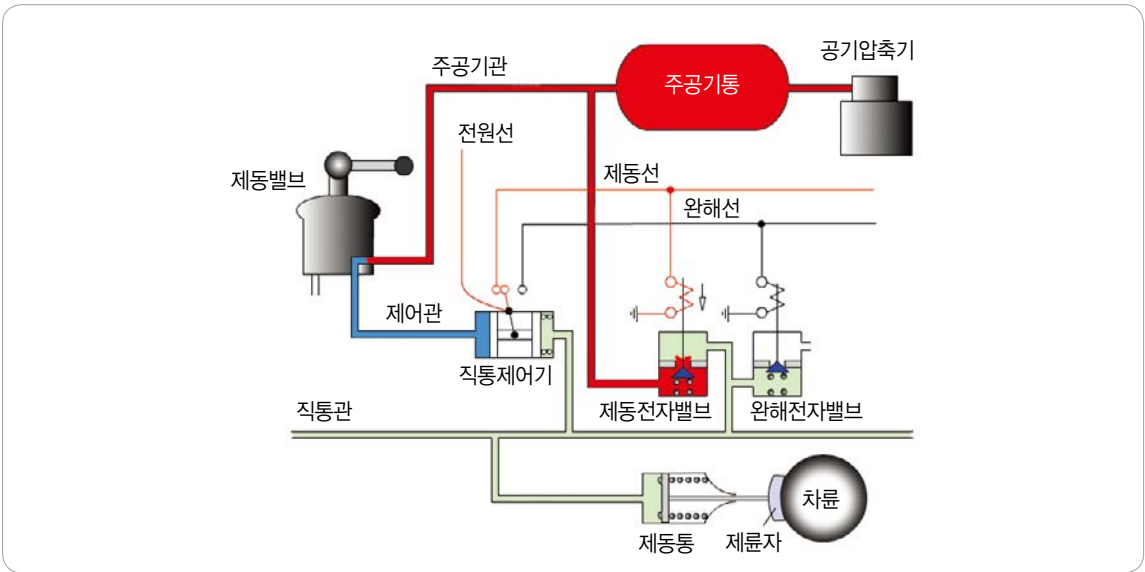 공기압축기
주공기관
주공기통
전원선
제동밸브
제동선
완해선
제어관
직통제어기
제동전자밸브
완해전자밸브
직통관
차륜
제동통
제륜자